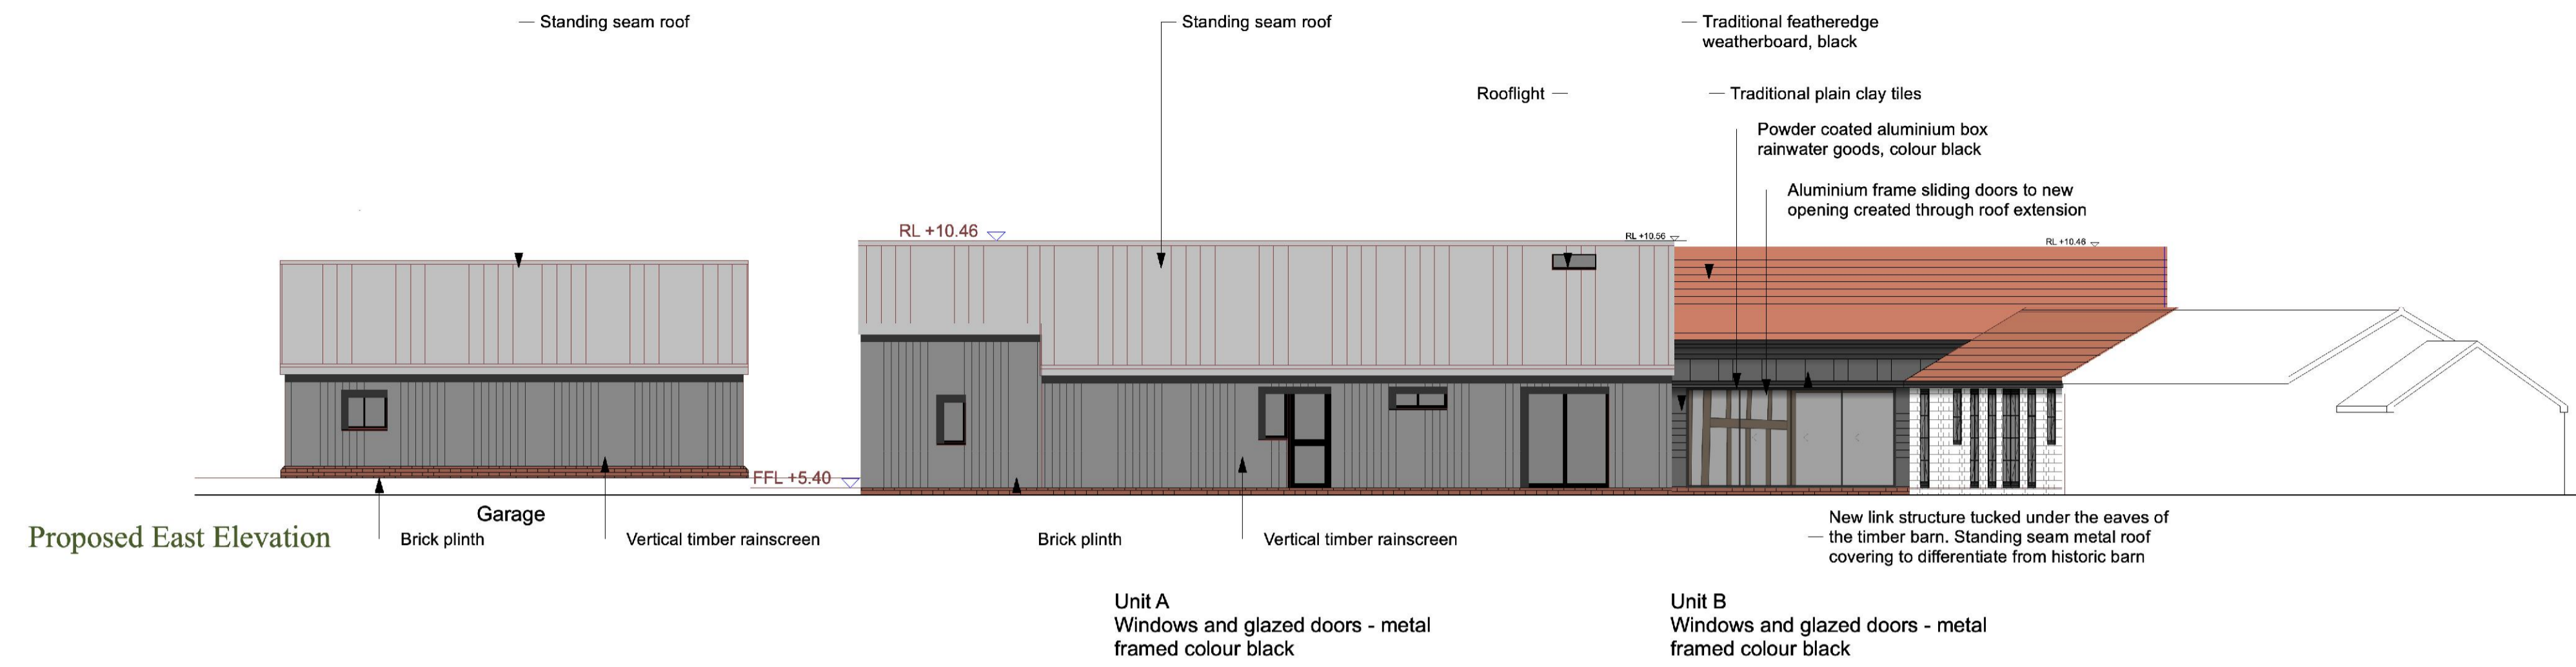 Standing seam roof
Standing seam roof
Traditional featheredge
weatherboard, black
Rooflight
Traditional plain clay tiles
Powder coated aluminium box
rainwater goods, colour black
Aluminium frame sliding doors to new
opening created through roof extension
RL +10.46
RL +10.56
RL +10.46
FFL +5.40
Garage
Proposed East Elevation
Brick plinth
Vertical timber rainscreen
Brick plinth
Vertical timber rainscreen
New link structure tucked under the eaves of
the timber barn. Standing seam metal roof
covering to differentiate from historic barn
Unit A
Windows and glazed doors - metal
framed colour black
Unit B
Windows and glazed doors - metal
framed colour black